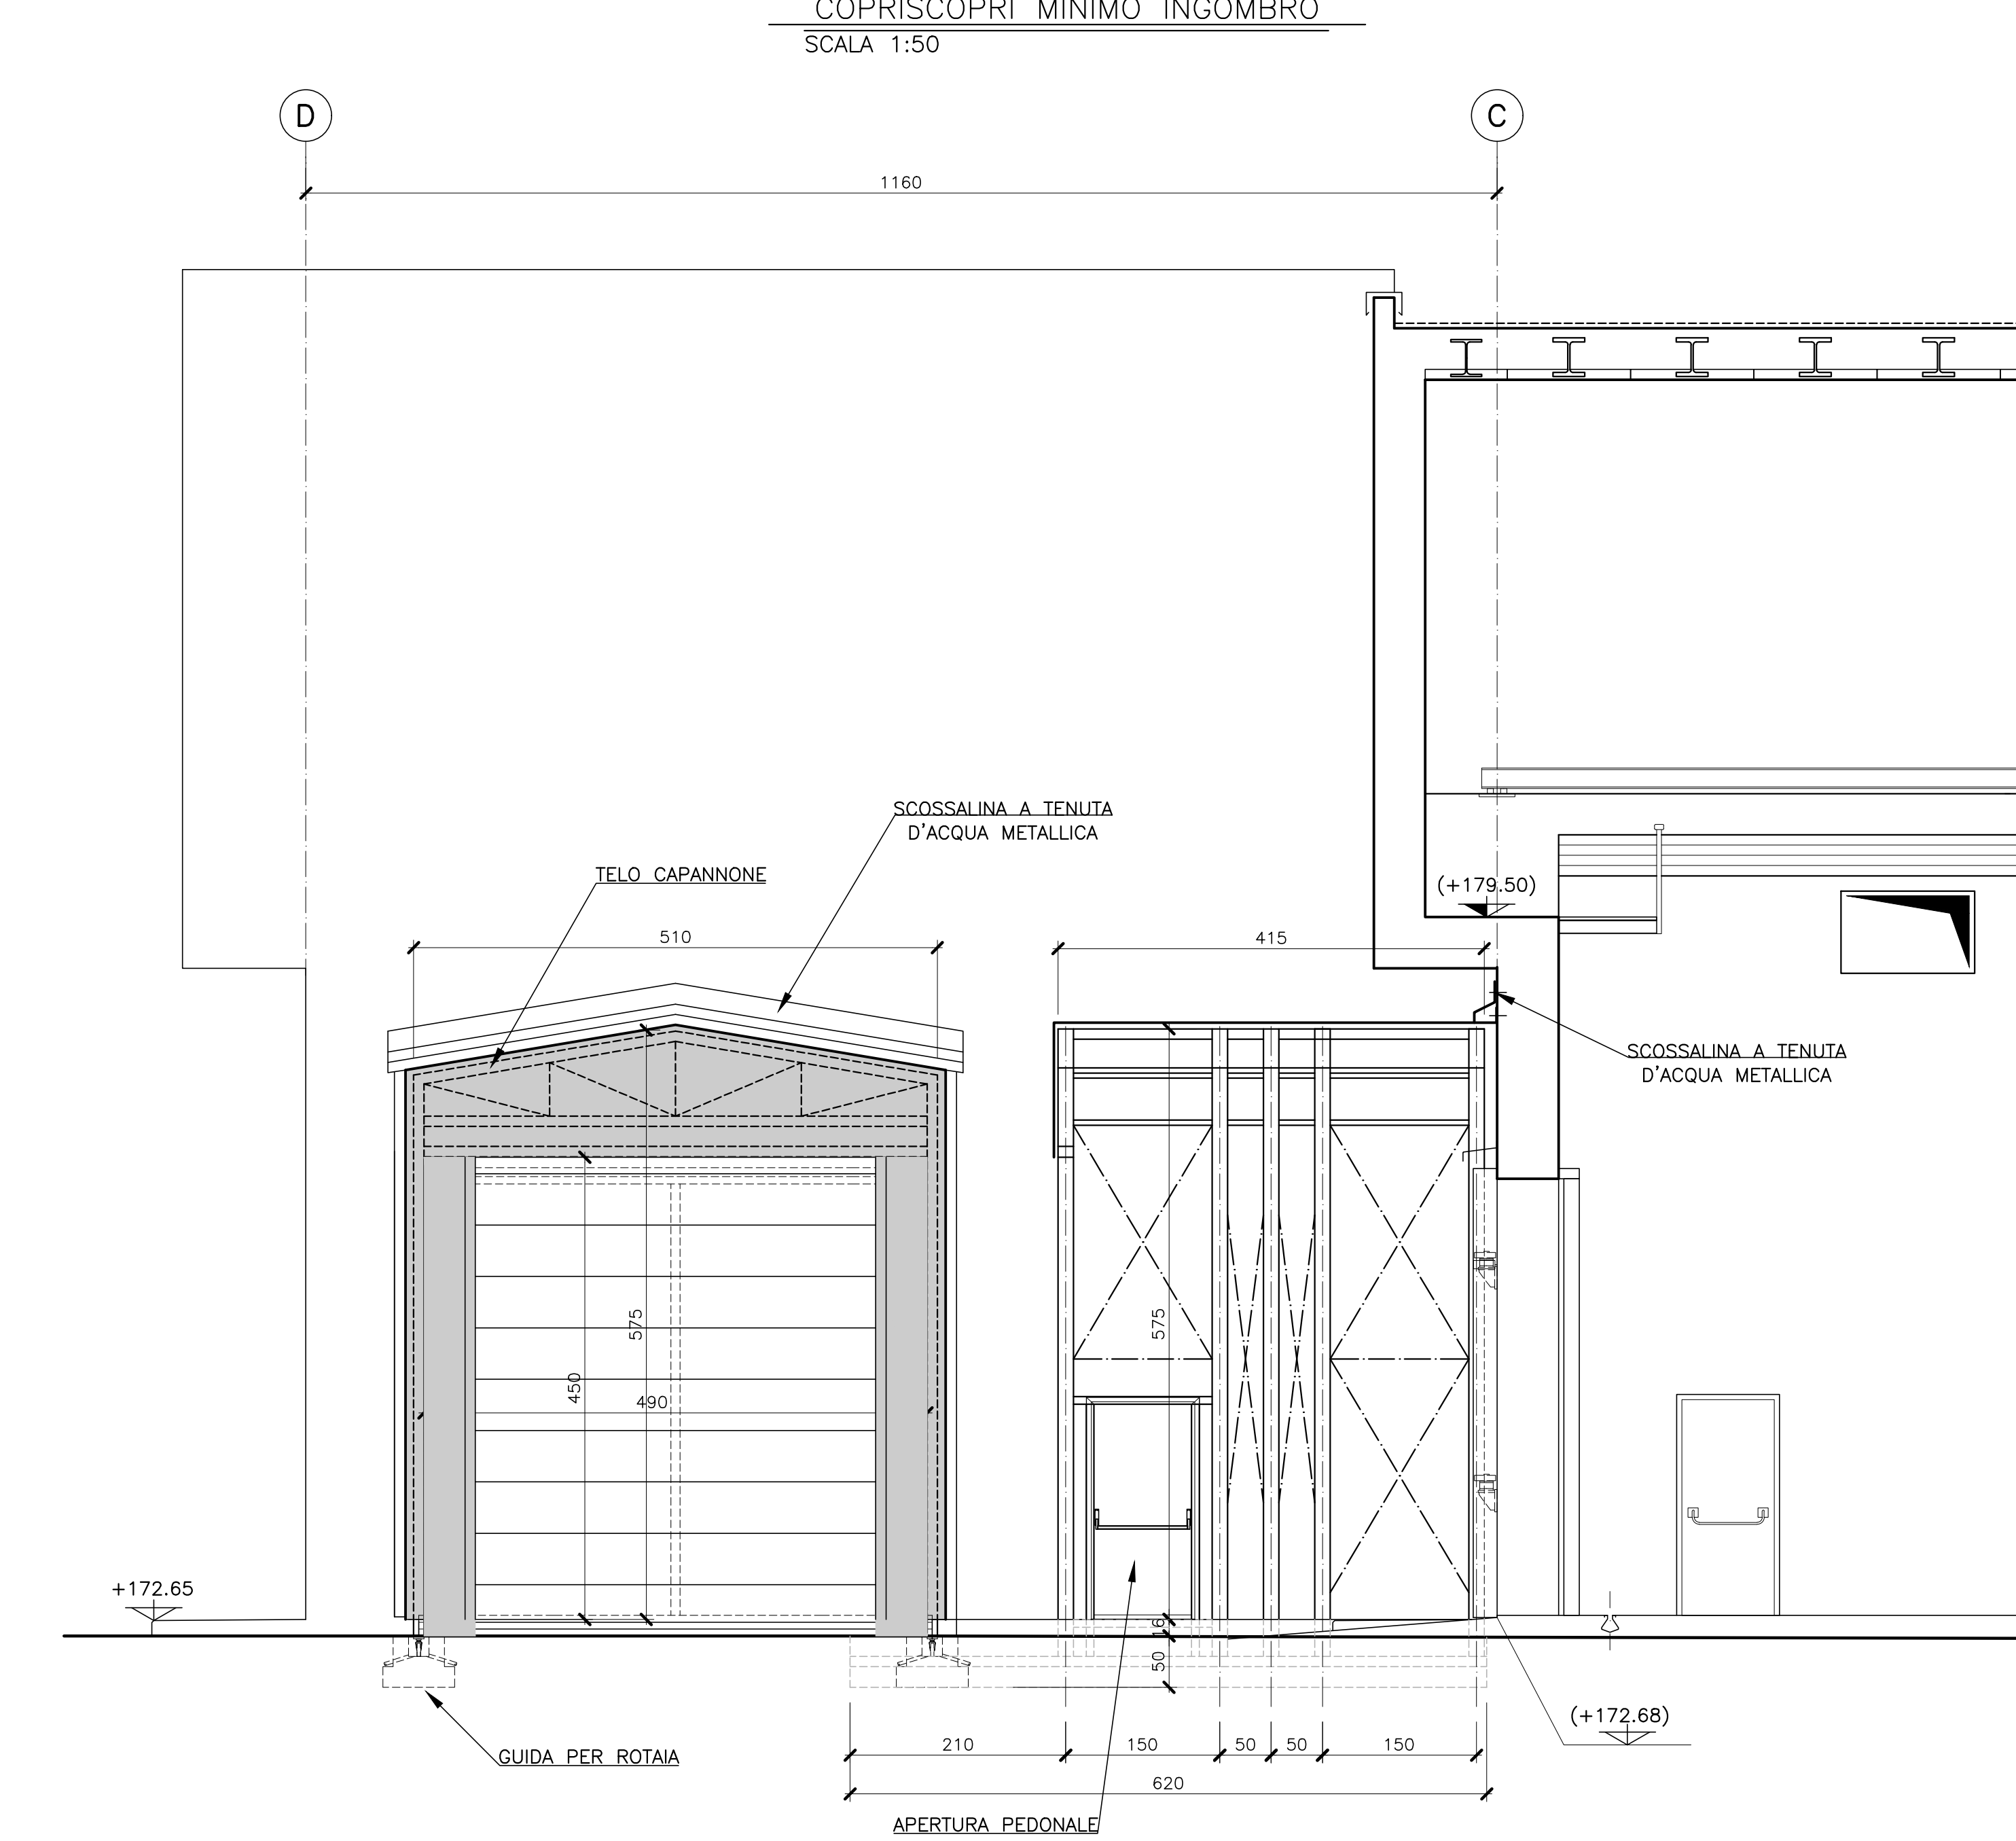 COPRISCOPRI MINIMO INGOMBRO
SCALA 1:50
D
C
1160
SCOSSALINA A TENUTA
D'ACQUA METALLICA
TELO CAPANNONE
(+179.50)
510
415
SCOSSALINA A TENUTA
D'ACQUA METALLICA
575
575
450
490
+172.65
16
50
(+172.68)
210
150
50
50
150
GUIDA PER ROTAIA
620
APERTURA PEDONALE